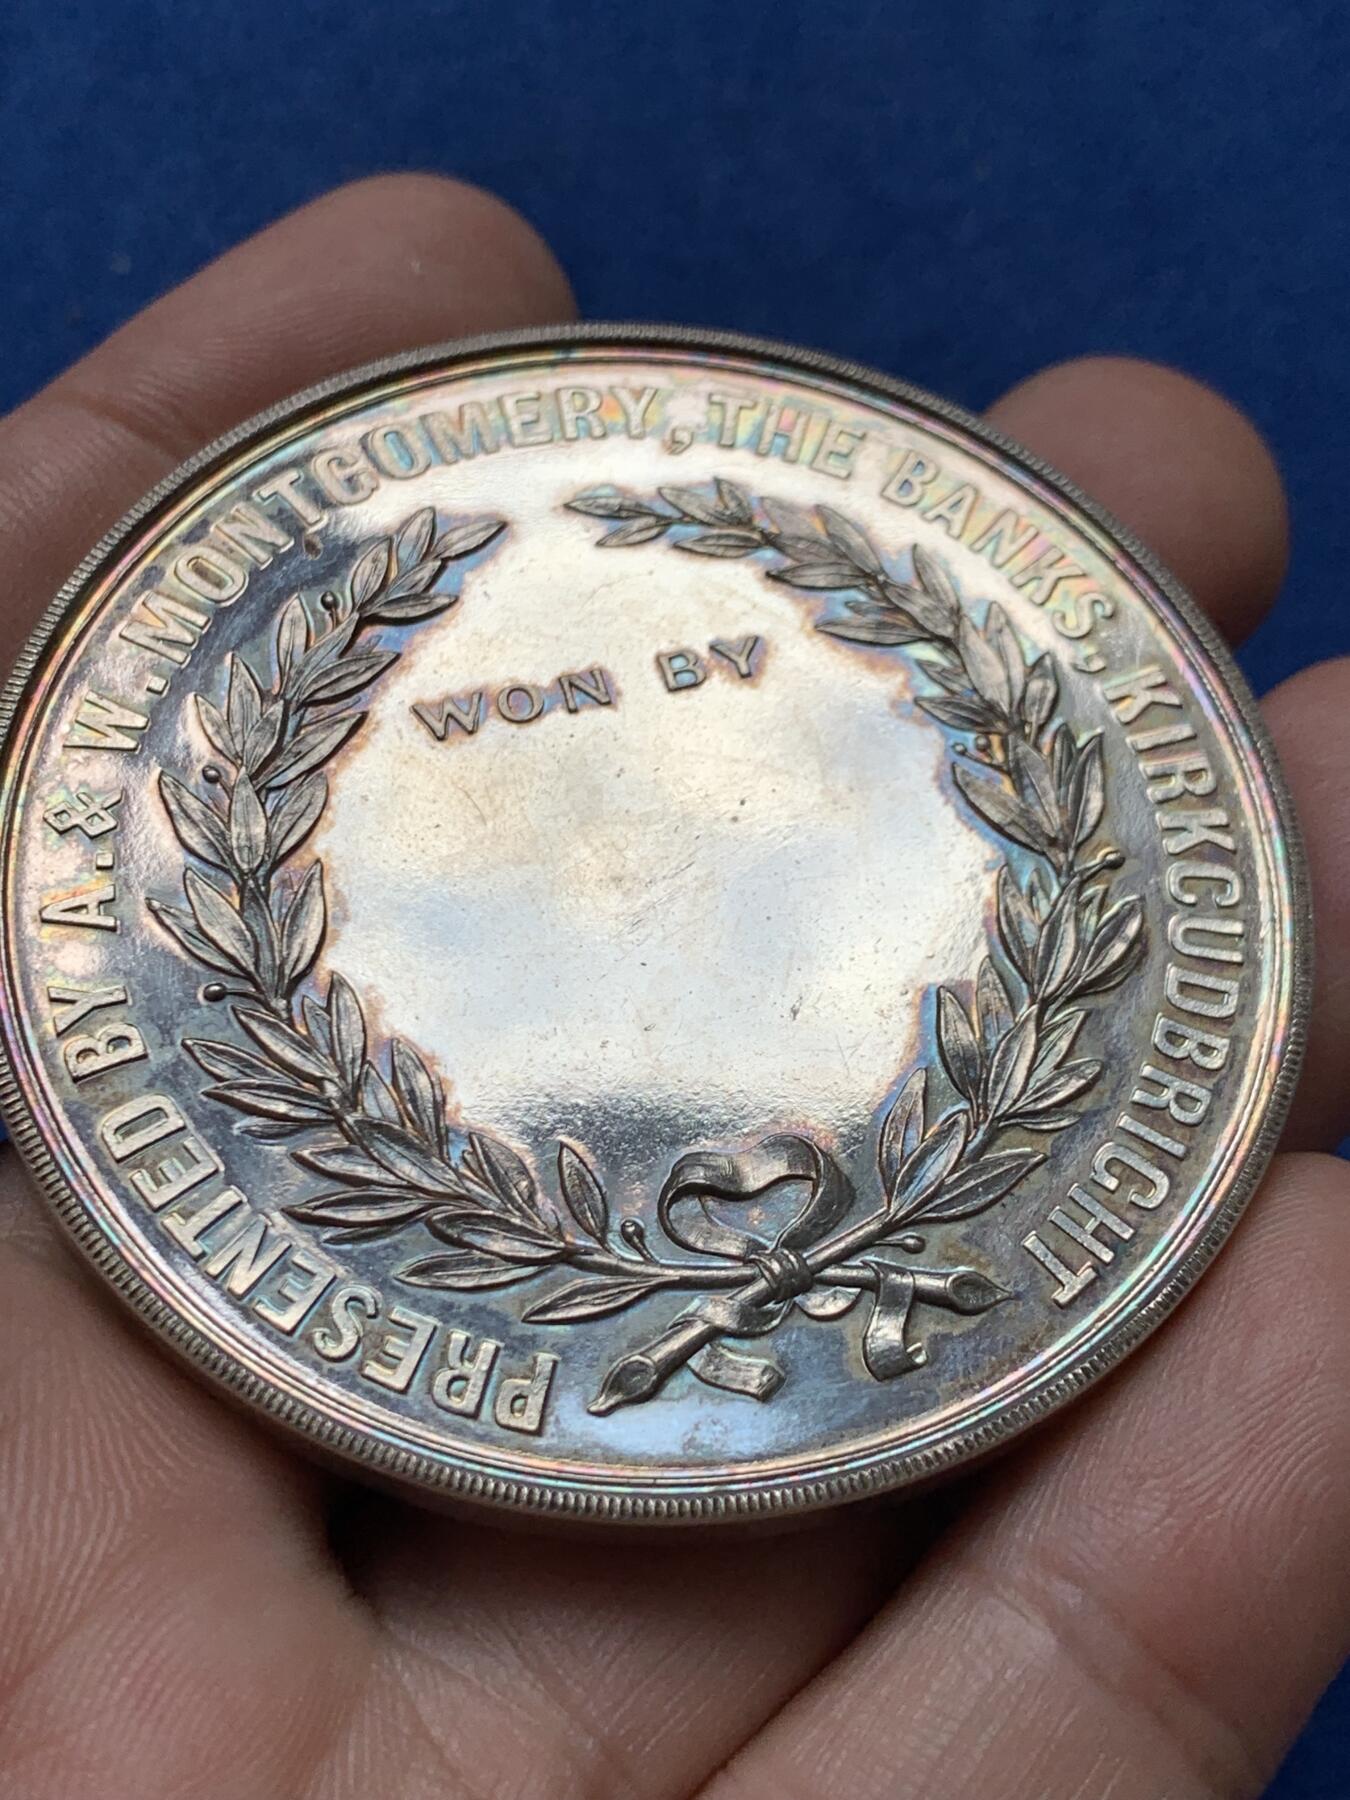 PRESENTED BY A. & W. MONTGOMERY, THE BANKS, KIRKCUDBRIGHT
WON BY